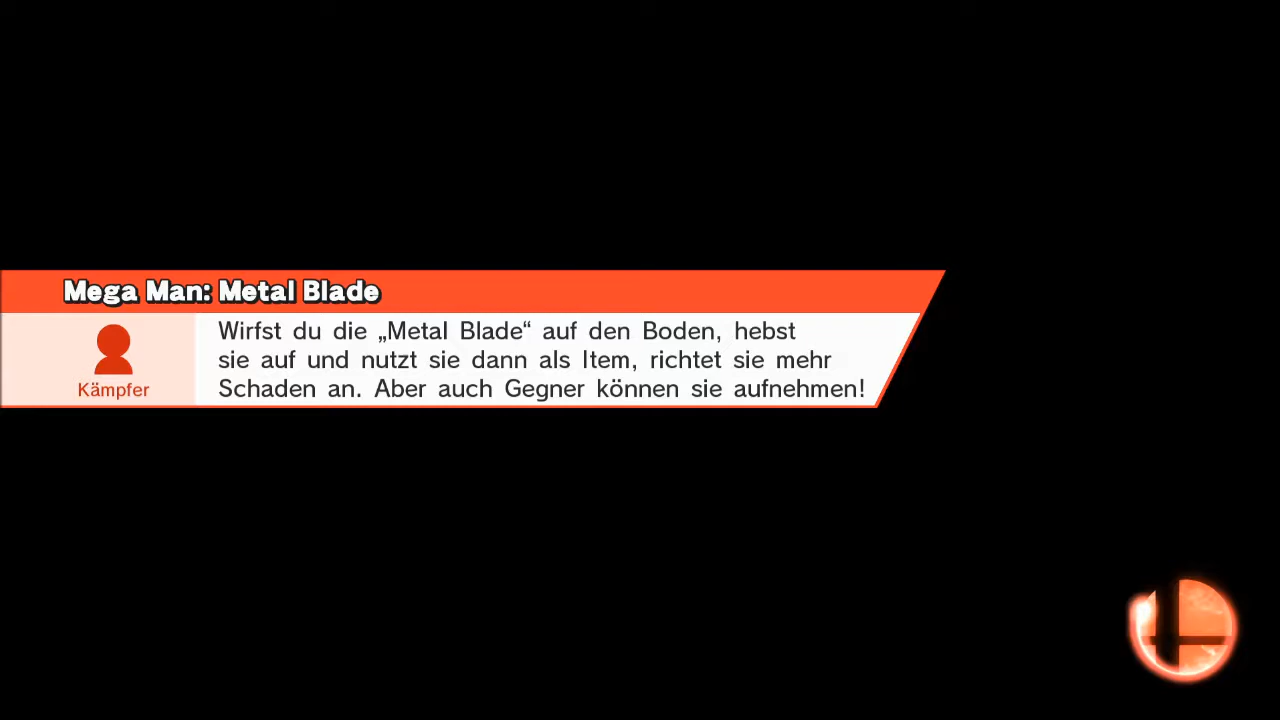 Mega Man: Metal Blade
Wirfst du die „Metal Blade“ auf den Boden, hebst
sie auf und nutzt sie dann als Item, richtet sie mehr
Schaden an. Aber auch Gegner können sie aufnehmen!
Kämpfer